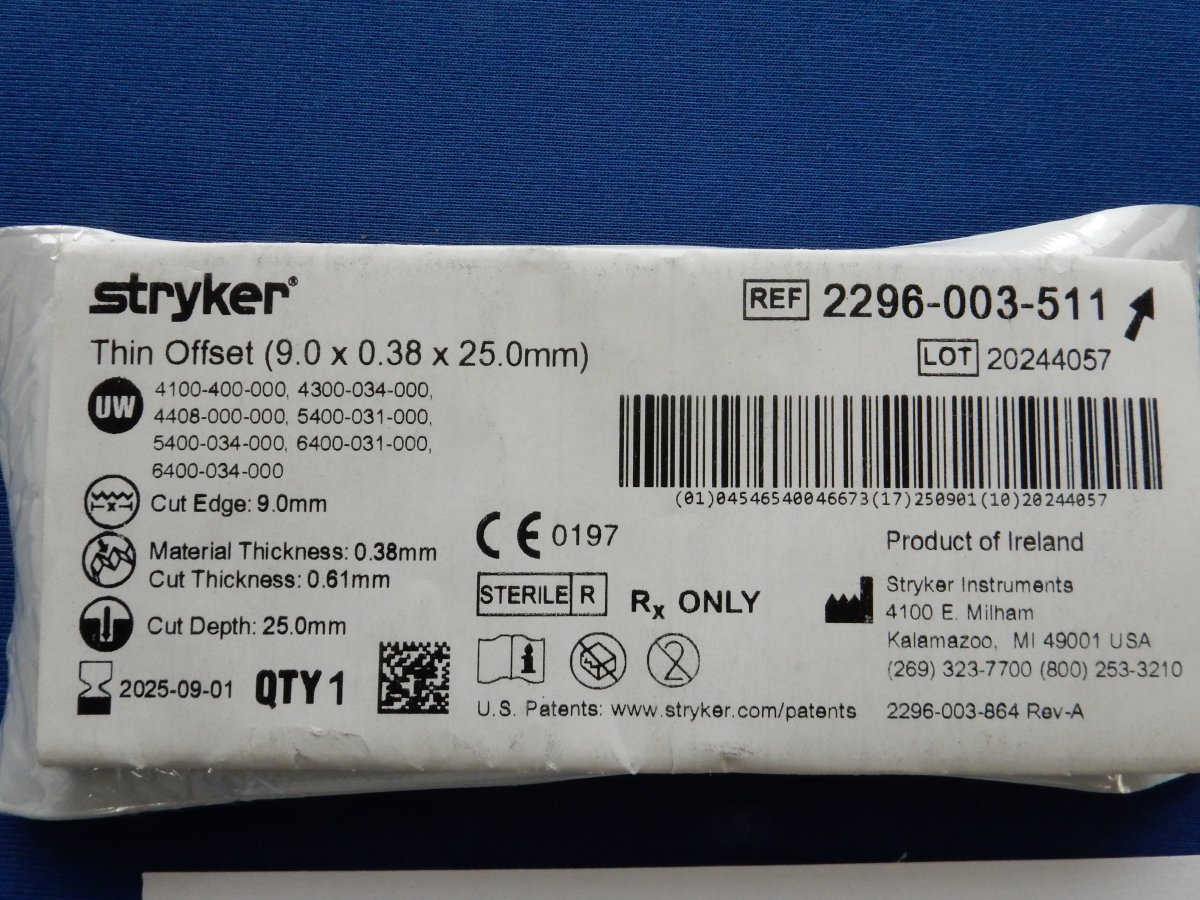 stryker®
Thin Offset (9.0 x 0.38 x 25.0mm)
UW
4100-400-000, 4300-034-000,
4408-000-000, 5400-031-000,
5400-034-000, 6400-031-000,
6400-034-000
x
Cut Edge: 9.0mm
Material Thickness: 0.38mm
Cut Thickness: 0.61mm
Cut Depth: 25.0mm
2025-09-01 QTY 1
REF 2296-003-511
LOT 20244057
(01)04546540046673(17)250901(10)20244057
CE 0197
STERILE R
Rx ONLY
i
2
U.S. Patents: www.stryker.com/patents
Product of Ireland
Stryker Instruments
4100 E. Milham
Kalamazoo, MI 49001 USA
(269) 323-7700 (800) 253-3210
2296-003-864 Rev-A